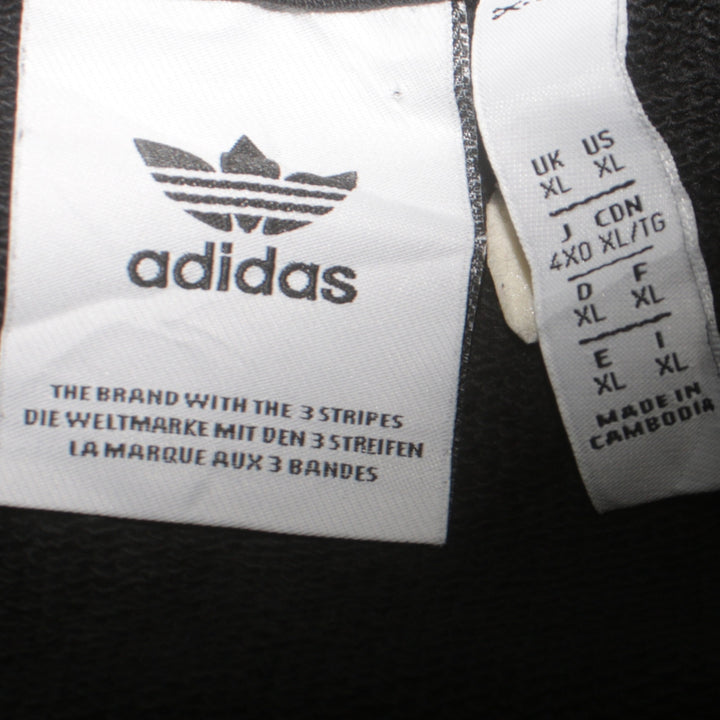 adidas
THE BRAND WITH THE 3 STRIPES
DIE WELTMARKE MIT DEN 3 STREIFEN
LA MARQUE AUX 3 BANDES
UK US
XL XL
J CDN
4XO XL/TG
D F
XL XL
E I
XL XL
MADE IN
CAMBODIA